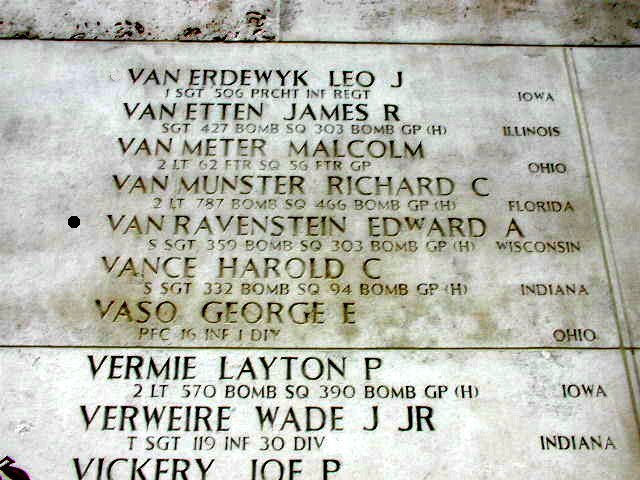 VAN ERDEWYK LEO J
1 SGT 506 PRCHT INF REGT IOWA
VAN ETTEN JAMES R
SGT 427 BOMB SQ 303 BOMB GP (H) ILLINOIS
VAN METER MALCOLM
2 LT 62 FTR SQ 56 FTR GP OHIO
VAN MUNSTER RICHARD C
2 LT 787 BOMB SQ 466 BOMB GP (H) FLORIDA
VAN RAVENSTEIN EDWARD A
S SGT 359 BOMB SQ 303 BOMB GP (H) WISCONSIN
VANCE HAROLD C
S SGT 332 BOMB SQ 94 BOMB GP (H) INDIANA
VASO GEORGE E
PFC 16 INF 1 DIV OHIO
VERMIE LAYTON P
2 LT 570 BOMB SQ 390 BOMB GP (H) IOWA
VERWEIRE WADE J JR
T SGT 119 INF 30 DIV INDIANA
VICKERY JOE P